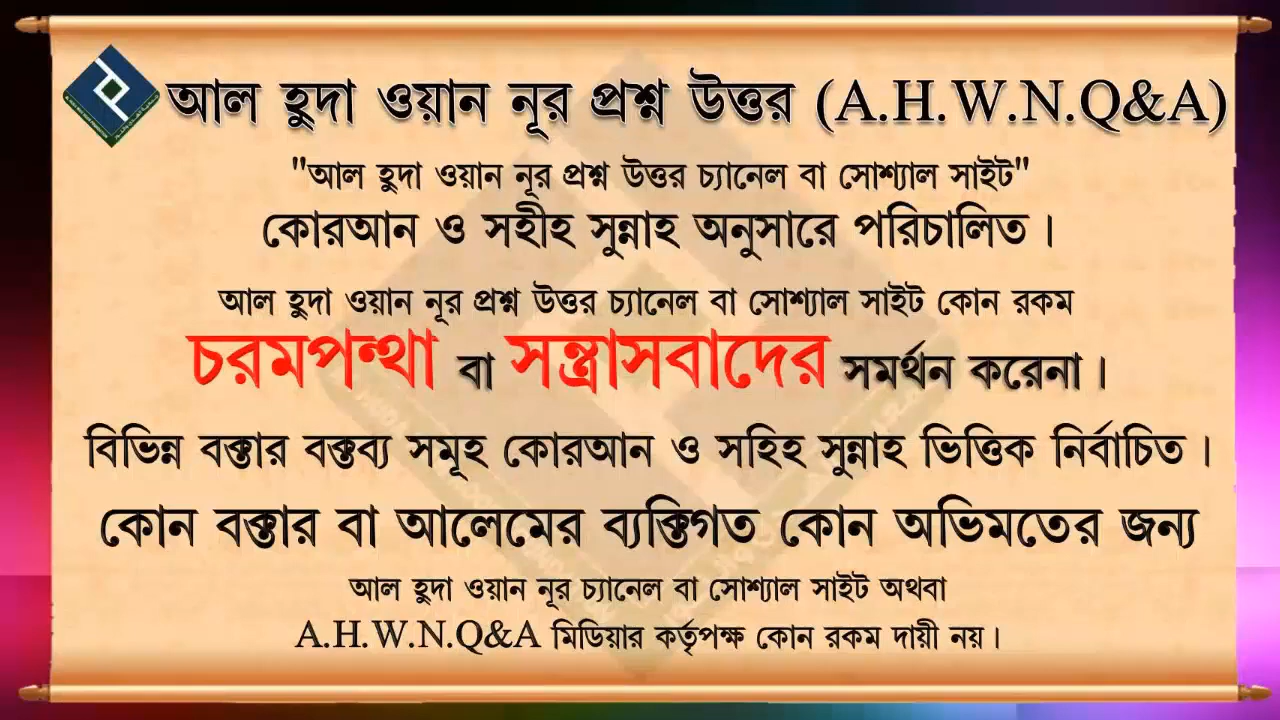 আল হুদা ওয়ান নূর প্রশ্ন উত্তর (A.H.W.N.Q&A)
"আল হুদা ওয়ান নূর প্রশ্ন উত্তর চ্যানেল বা সোশ্যাল সাইট"
কোরআন ও সহীহ সুন্নাহ অনুসারে পরিচালিত।
আল হুদা ওয়ান নূর প্রশ্ন উত্তর চ্যানেল বা সোশ্যাল সাইট কোন রকম
চরমপন্থা বা সন্ত্রাসবাদের সমর্থন করেনা।
বিভিন্ন বক্তার বক্তব্য সমূহ কোরআন ও সহিহ সুন্নাহ ভিত্তিক নির্বাচিত।
কোন বক্তার বা আলেমের ব্যক্তিগত কোন অভিমতের জন্য
আল হুদা ওয়ান নূর চ্যানেল বা সোশ্যাল সাইট অথবা
A.H.W.N.Q&A মিডিয়ার কর্তৃপক্ষ কোন রকম দায়ী নয়।